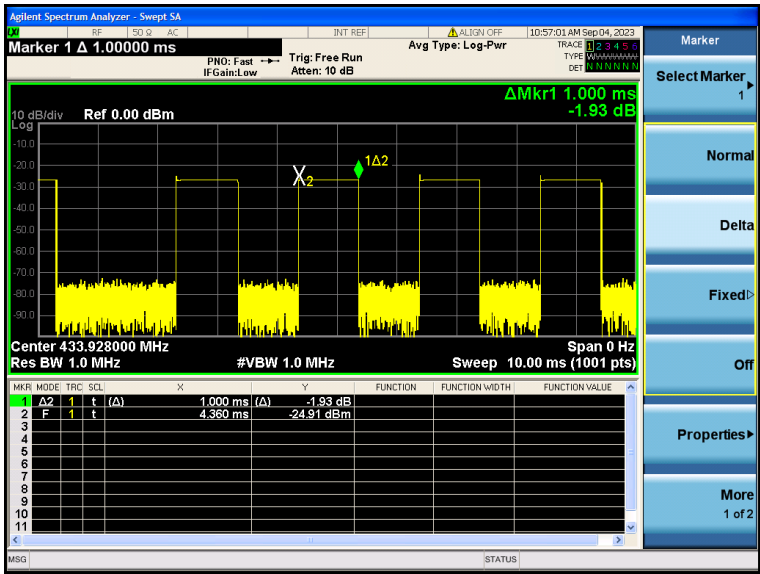 Agilent Spectrum Analyzer - Swept SA
LXI RF 50 Ω AC INT REF ALIGN OFF 10:57:01 AM Sep 04, 2023
Marker 1 Δ 1.00000 ms
PNO: Fast
IFGain:Low
Trig: Free Run
Atten: 10 dB
Avg Type: Log-Pwr
TRACE 1 2 3 4 5 6
TYPE W
DET N N N N N N
ΔMkr1 1.000 ms
-1.93 dB
10 dB/div Ref 0.00 dBm
Log
-10.0
-20.0
-30.0
-40.0
-50.0
-60.0
-70.0
-80.0
-90.0
X2
1Δ2
Center 433.928000 MHz Span 0 Hz
Res BW 1.0 MHz #VBW 1.0 MHz Sweep 10.00 ms (1001 pts)
MKR MODE TRC SCL X Y FUNCTION FUNCTION WIDTH FUNCTION VALUE
1 Δ2 1 t (Δ) 1.000 ms (Δ) -1.93 dB
2 F 1 t 4.360 ms -24.91 dBm
3
4
5
6
7
8
9
10
11
MSG STATUS
Marker
Select Marker
1
Normal
Delta
Fixed
Off
Properties
More
1 of 2